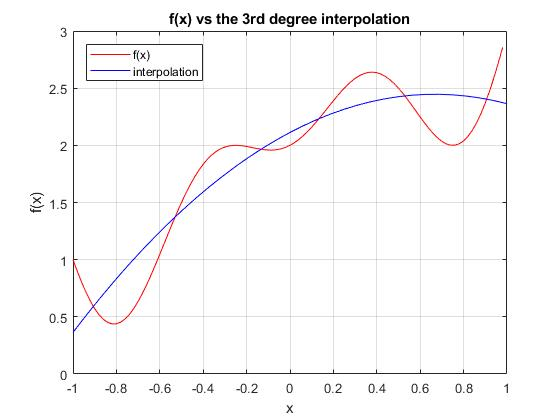 f(x) vs the 3rd degree interpolation
f(x)
interpolation
f(x)
3
2.5
2
1.5
1
0.5
0
-1 -0.8 -0.6 -0.4 -0.2 0 0.2 0.4 0.6 0.8 1
x